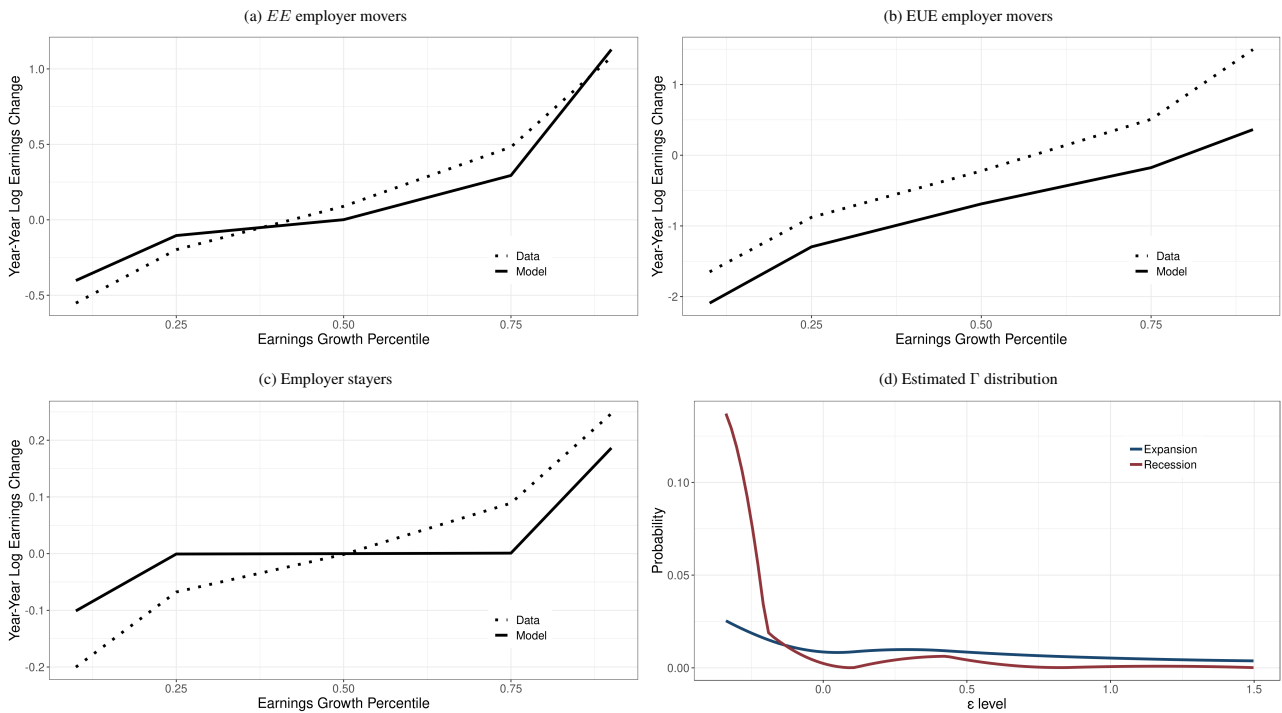 (a) EE employer movers
Year-Year Log Earnings Change
1.0
0.5
0.0
-0.5
Data
Model
0.25
0.50
0.75
Earnings Growth Percentile
(b) EUE employer movers
Year-Year Log Earnings Change
1
0
-1
-2
Data
Model
0.25
0.50
0.75
Earnings Growth Percentile
(c) Employer stayers
Year-Year Log Earnings Change
0.2
0.1
0.0
-0.1
-0.2
Data
Model
0.25
0.50
0.75
Earnings Growth Percentile
(d) Estimated Γ distribution
Probability
0.10
0.05
0.00
Expansion
Recession
0.0
0.5
1.0
1.5
ε level